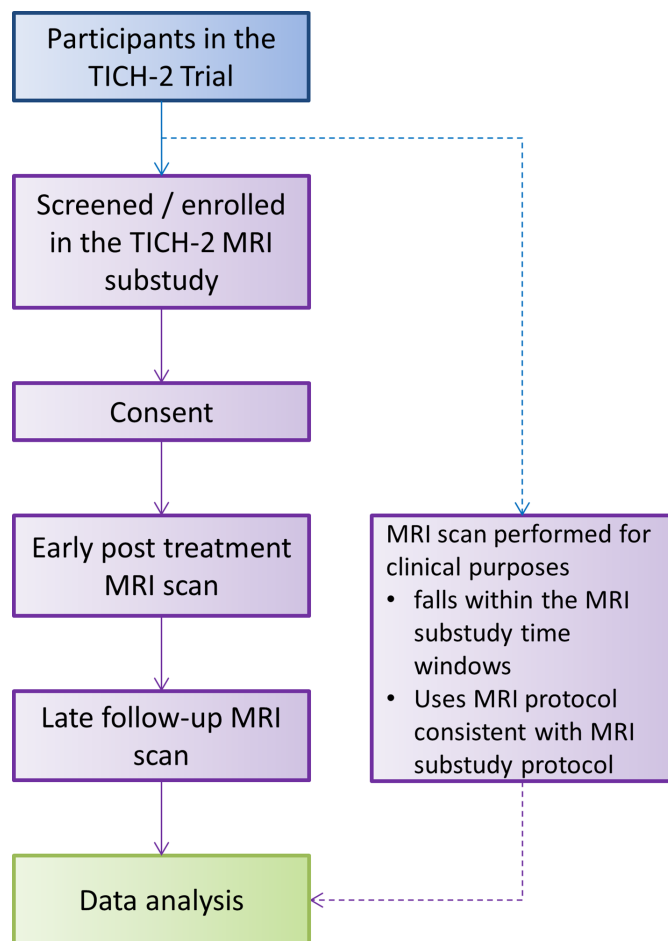 Participants in the
TICH-2 Trial
Screened / enrolled
in the TICH-2 MRI
substudy
Consent
Early post treatment
MRI scan
Late follow-up MRI
scan
MRI scan performed for
clinical purposes
• falls within the MRI
substudy time
windows
• Uses MRI protocol
consistent with MRI
substudy protocol
Data analysis